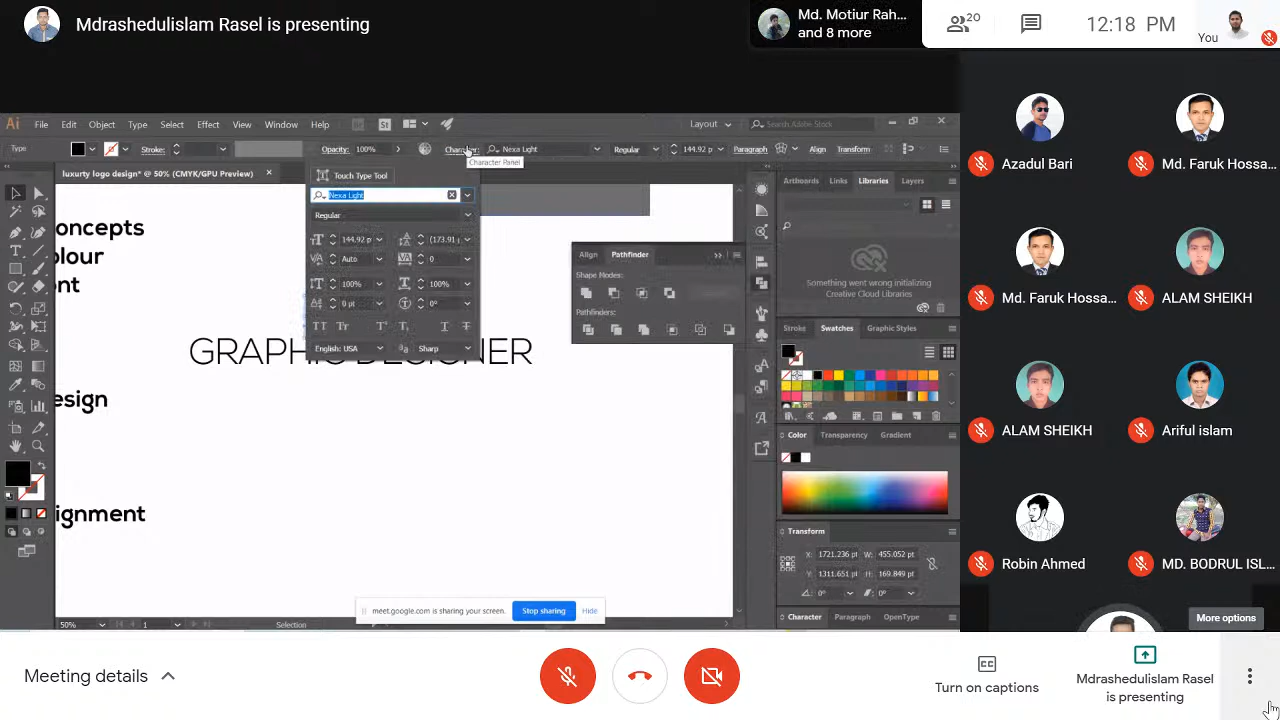 Mdrashedulislam Rasel is presenting
Md. Motiur Rah...
and 8 more
20
12:18 PM
You
Ai File Edit Object Type Select Effect View Window Help Br St Layout Search Adobe Stock
Type Stroke: Opacity: 100% Character: Nexa Light Regular 144.92 p Paragraph Align Transform
Character Panel
luxurty logo design* @ 50% (CMYK/GPU Preview)
Touch Type Tool
Nexa Light
Regular
144.92 p (173.91
Auto 0
100% 100%
0 pt 0°
English: USA Sharp
oncepts
olour
ont
GRAPHIC DESIGNER
esign
ignment
Align Pathfinder
Shape Modes:
Pathfinders:
Artboards Links Libraries Layers
Something went wrong initializing
Creative Cloud Libraries
Stroke Swatches Graphic Styles
Color Transparency Gradient
Transform
X: 1721.236 pt W: 455.052 pt
Y: 1311.651 pt H: 169.849 pt
0° 0°
Character Paragraph OpenType
meet.google.com is sharing your screen. Stop sharing Hide
50% 1 Selection
Azadul Bari
Md. Faruk Hossa...
Md. Faruk Hossa...
ALAM SHEIKH
ALAM SHEIKH
Ariful islam
Robin Ahmed
MD. BODRUL ISL...
More options
Meeting details
Turn on captions
Mdrashedulislam Rasel
is presenting